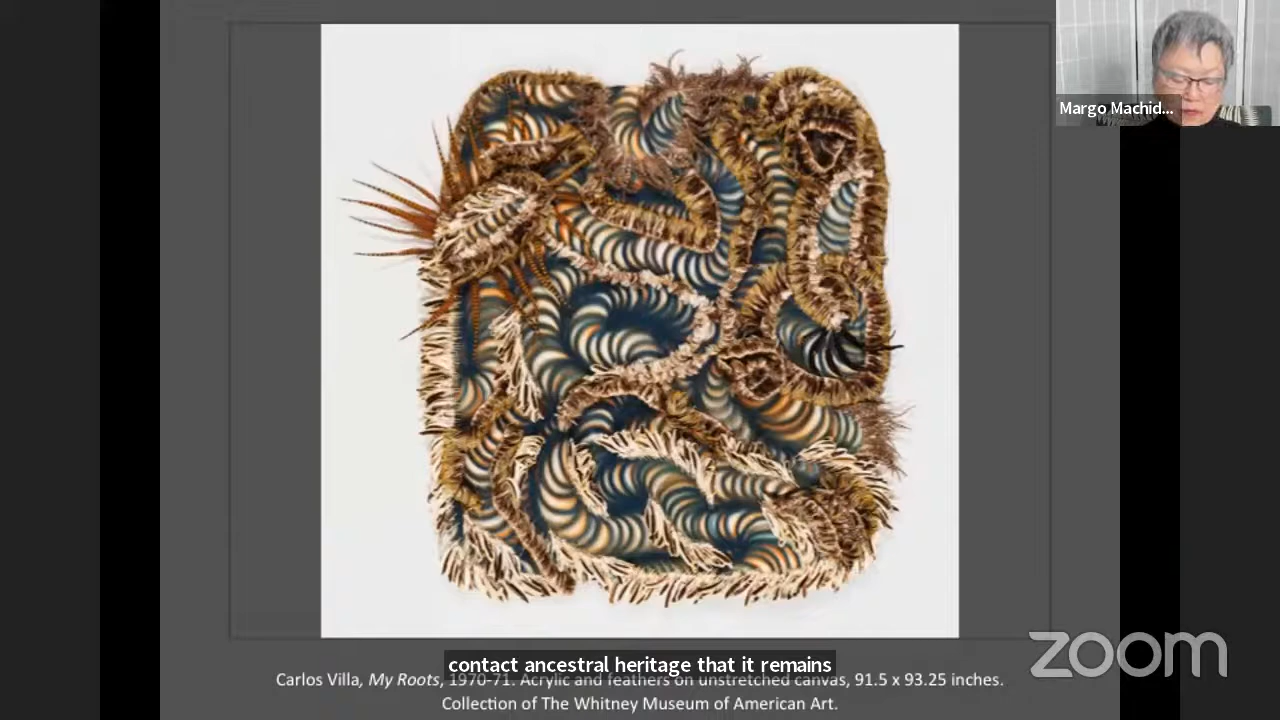 Margo Machid...
zoom
contact ancestral heritage that it remains
Carlos Villa, My Roots, 1970-71. Acrylic and feathers on unstretched canvas, 91.5 x 93.25 inches.
Collection of The Whitney Museum of American Art.